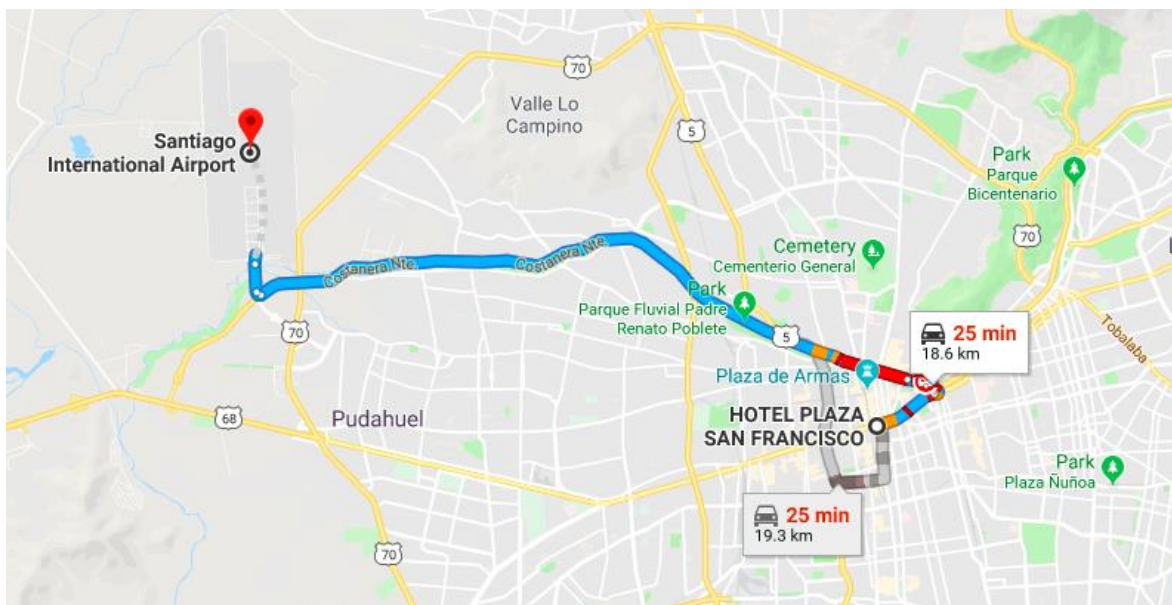 70
Valle Lo
Campino
5
Santiago
International Airport
Park
Parque
Bicentenario
70
Costanera Nte.
Costanera Nte.
Cemetery
Cementerio General
Park
Parque Fluvial Padre
Renato Poblete
70
5
25 min
18.6 km
Tobalaba
Plaza de Armas
HOTEL PLAZA
SAN FRANCISCO
68
Pudahuel
Park
Plaza Ñuñoa
25 min
19.3 km
70
70